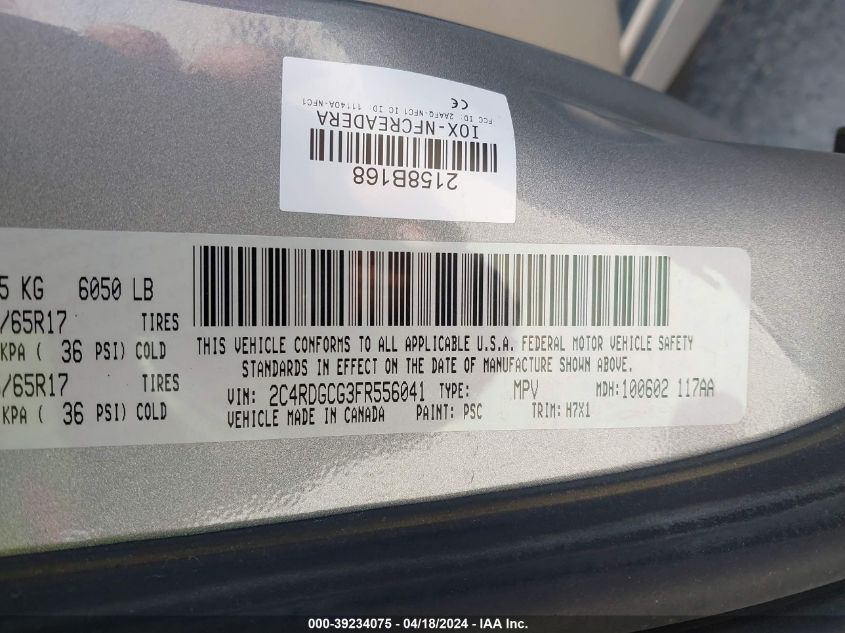 IOX-NFCREADERA
FCC ID: 2AAFQ-NFC1 IC ID: 11140A-NFC1
CE
2158B168
5 KG 6050 LB
/65R17 TIRES
KPA ( 36 PSI) COLD
/65R17 TIRES
KPA ( 36 PSI) COLD
THIS VEHICLE CONFORMS TO ALL APPLICABLE U.S.A. FEDERAL MOTOR VEHICLE SAFETY
STANDARDS IN EFFECT ON THE DATE OF MANUFACTURE SHOWN ABOVE.
VIN: 2C4RDGCG3FR556041 TYPE: MPV MDH:100602 117AA
VEHICLE MADE IN CANADA PAINT: PSC TRIM: H7X1
000-39234075 - 04/18/2024 - IAA Inc.